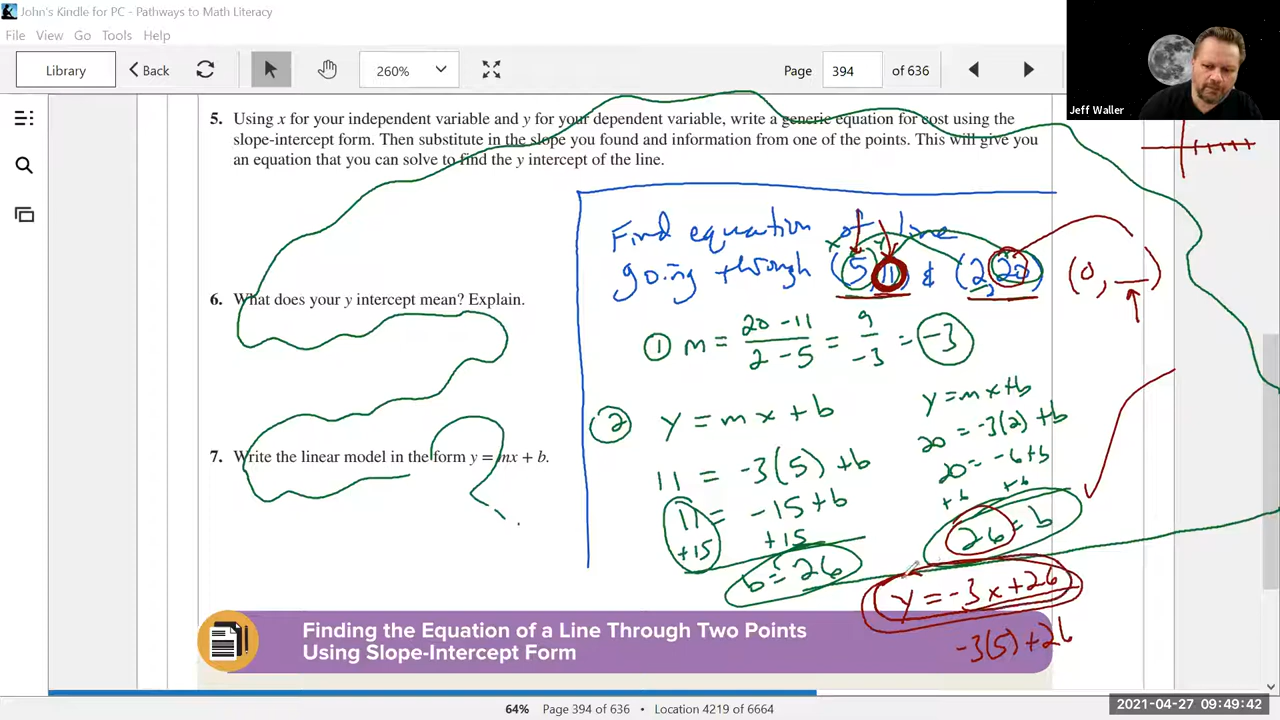 John's Kindle for PC - Pathways to Math Literacy
File View Go Tools Help
Library Back 260% Page 394 of 636
Jeff Waller
5. Using x for your independent variable and y for your dependent variable, write a generic equation for cost using the
slope-intercept form. Then substitute in the slope you found and information from one of the points. This will give you
an equation that you can solve to find the y intercept of the line.
Find equation of line
going through (5, 11) & (2, 20) (0, __)
x y
6. What does your y intercept mean? Explain.
① m = 20 - 11 / 2 - 5 = 9 / -3 = -3
② y = mx + b
11 = -3(5) + b
11 = -15 + b
+15 +15
b = 26
y = mx + b
20 = -3(2) + b
20 = -6 + b
+6 +6
26 = b
y = -3x + 26
-3(5) + 26
7. Write the linear model in the form y = mx + b.
Finding the Equation of a Line Through Two Points
Using Slope-Intercept Form
64% Page 394 of 636 • Location 4219 of 6664
2021-04-27 09:49:42